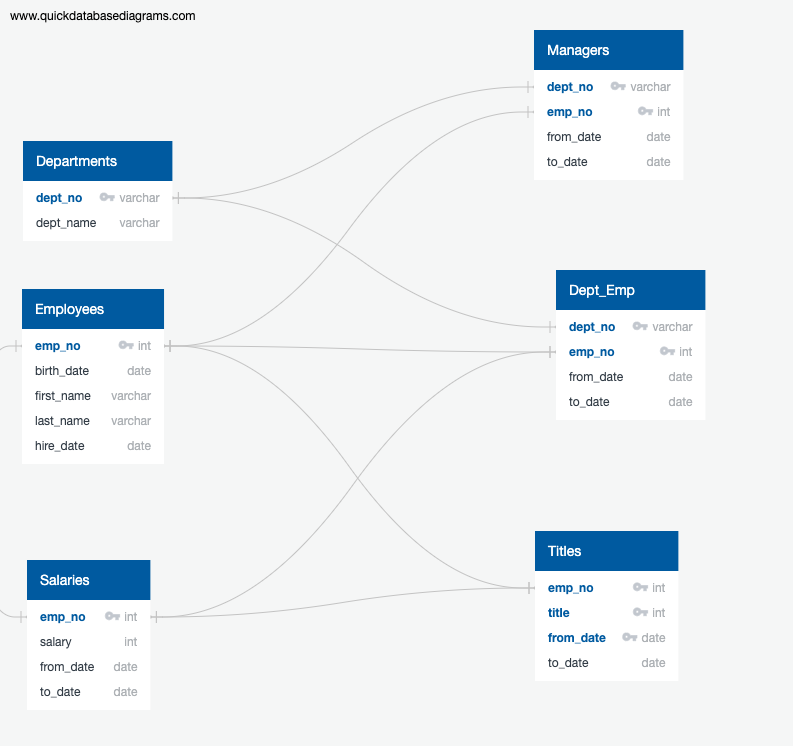 www.quickdatabasediagrams.com
Managers
dept_no varchar
emp_no int
from_date date
to_date date
Departments
dept_no varchar
dept_name varchar
Dept_Emp
dept_no varchar
emp_no int
from_date date
to_date date
Employees
emp_no int
birth_date date
first_name varchar
last_name varchar
hire_date date
Titles
emp_no int
title int
from_date date
to_date date
Salaries
emp_no int
salary int
from_date date
to_date date